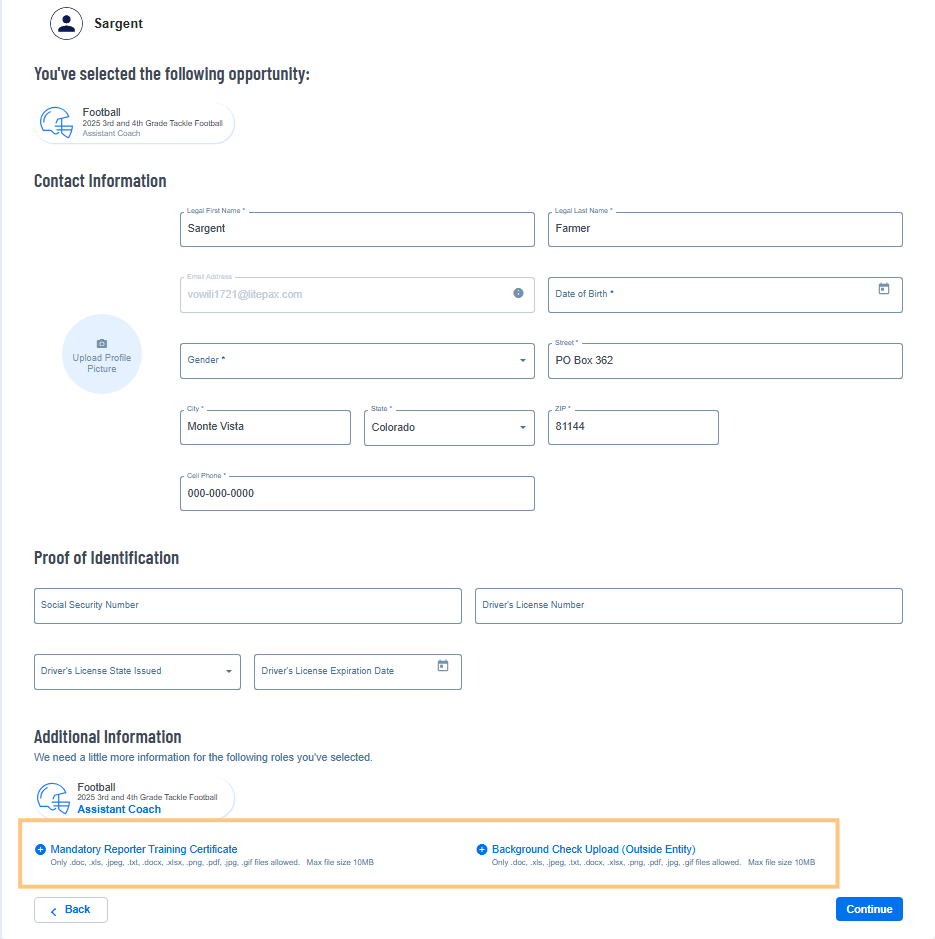 Sargent
You've selected the following opportunity:
Football
2025 3rd and 4th Grade Tackle Football
Assistant Coach
Contact Information
Legal First Name *
Sargent
Legal Last Name *
Farmer
Email Address
vowili1721@litepax.com
Date of Birth *
Upload Profile
Picture
Gender *
Street *
PO Box 362
City *
Monte Vista
State *
Colorado
ZIP *
81144
Cell Phone *
000-000-0000
Proof of Identification
Social Security Number
Driver's License Number
Driver's License State Issued
Driver's License Expiration Date
Additional Information
We need a little more information for the following roles you've selected.
Football
2025 3rd and 4th Grade Tackle Football
Assistant Coach
Mandatory Reporter Training Certificate
Only .doc, .xls, .jpeg, .txt, .docx, .xlsx, .png, .pdf, .jpg, .gif files allowed. Max file size 10MB
Background Check Upload (Outside Entity)
Only .doc, .xls, .jpeg, .txt, .docx, .xlsx, .png, .pdf, .jpg, .gif files allowed. Max file size 10MB
Back
Continue